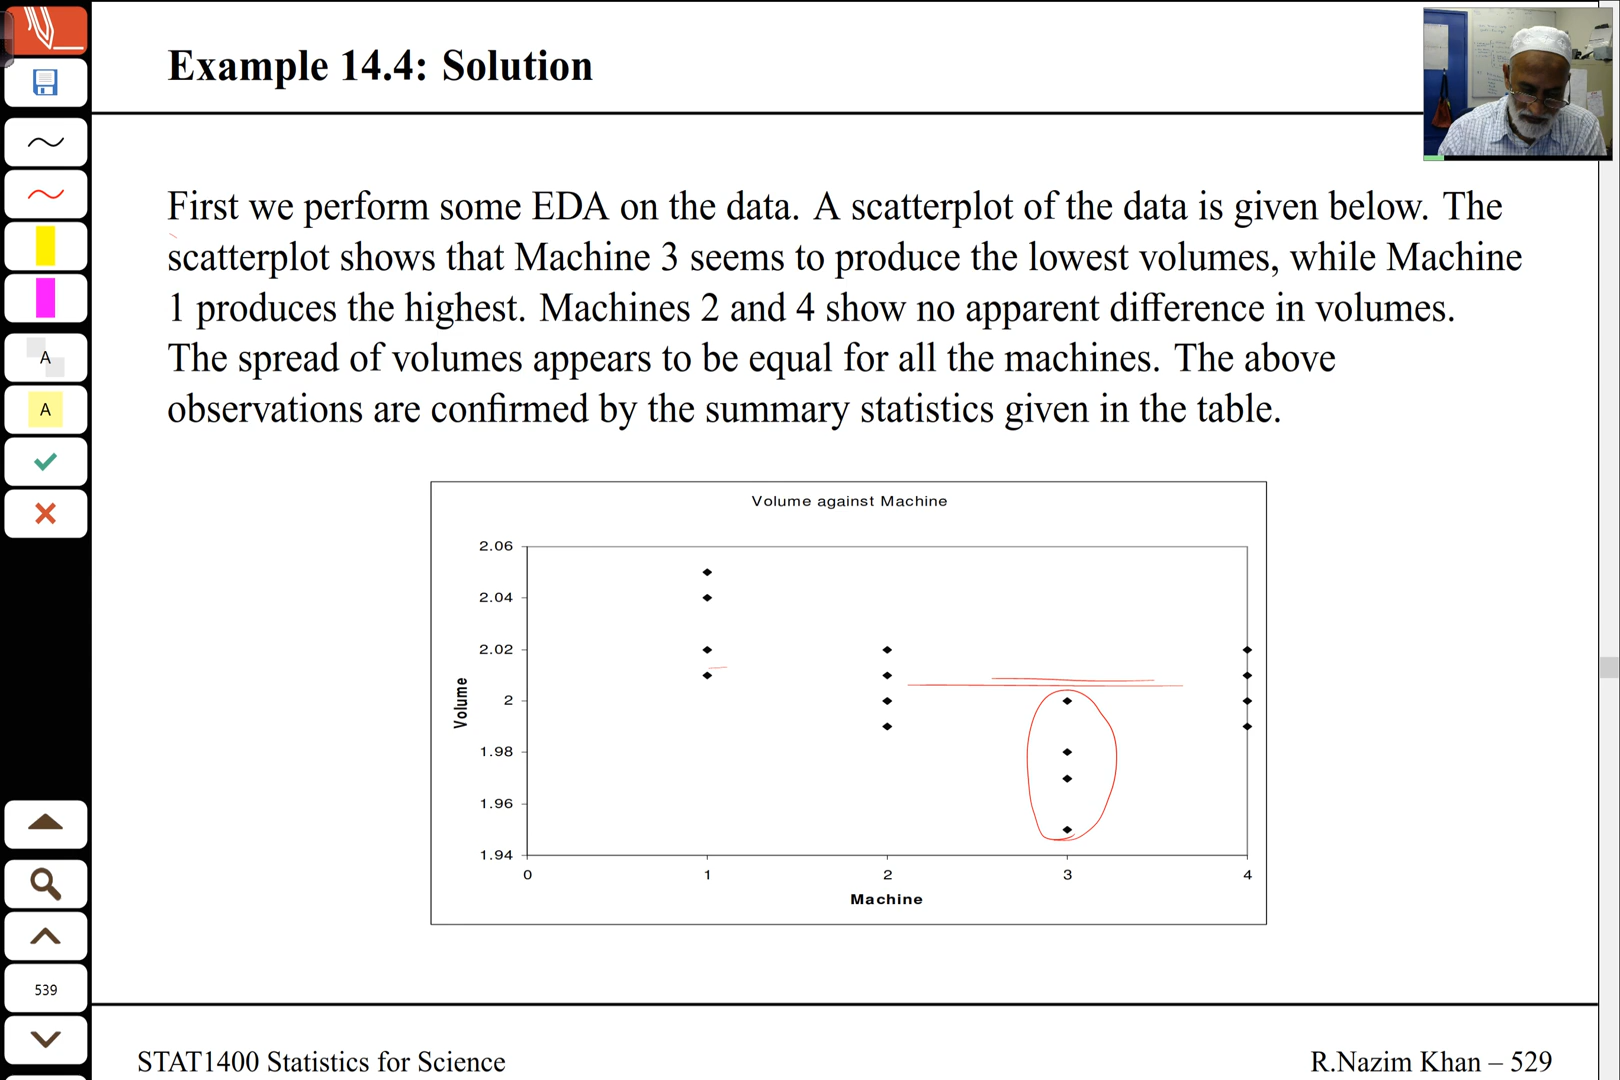 Example 14.4: Solution
First we perform some EDA on the data. A scatterplot of the data is given below. The
scatterplot shows that Machine 3 seems to produce the lowest volumes, while Machine
1 produces the highest. Machines 2 and 4 show no apparent difference in volumes.
The spread of volumes appears to be equal for all the machines. The above
observations are confirmed by the summary statistics given in the table.
Volume against Machine
2.06
2.04
2.02
2
1.98
1.96
1.94
Volume
0 1 2 3 4
Machine
A
A
539
STAT1400 Statistics for Science
R.Nazim Khan – 529